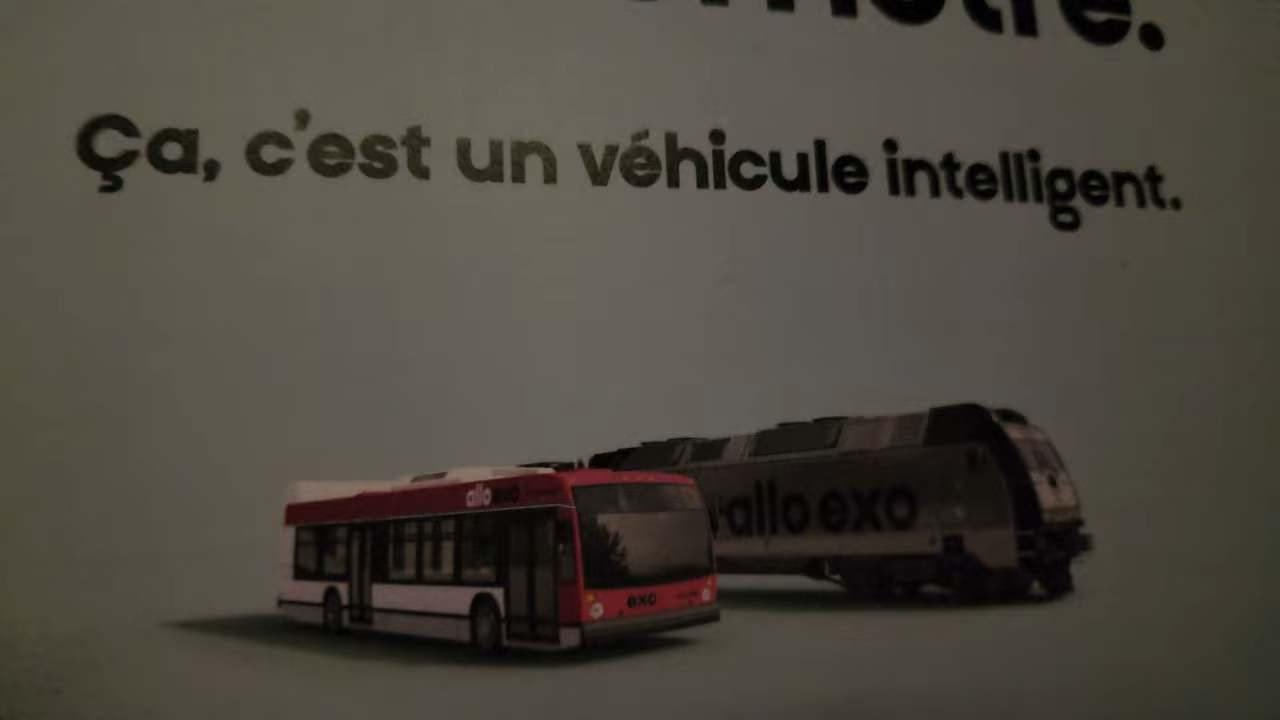 Ça, c'est un véhicule intelligent.
allo exo
allo exo
exo